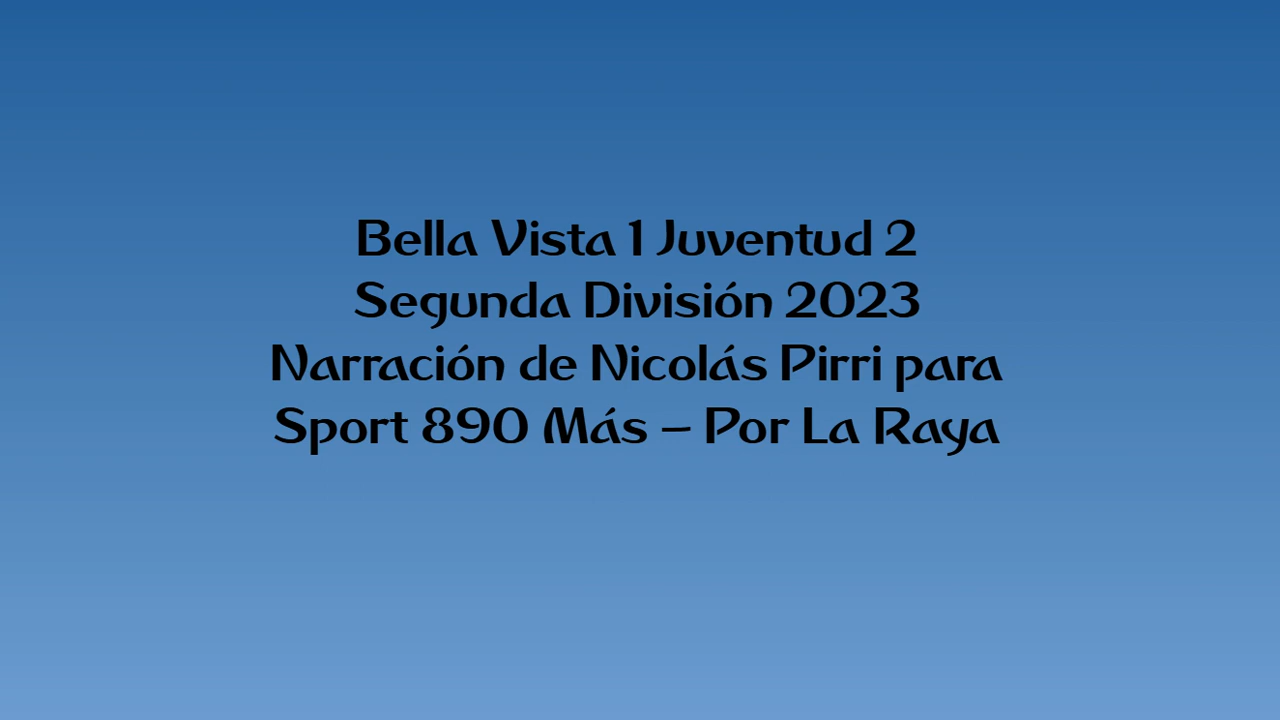 Bella Vista 1 Juventud 2
Segunda División 2023
Narración de Nicolás Pirri para
Sport 890 Más – Por La Raya